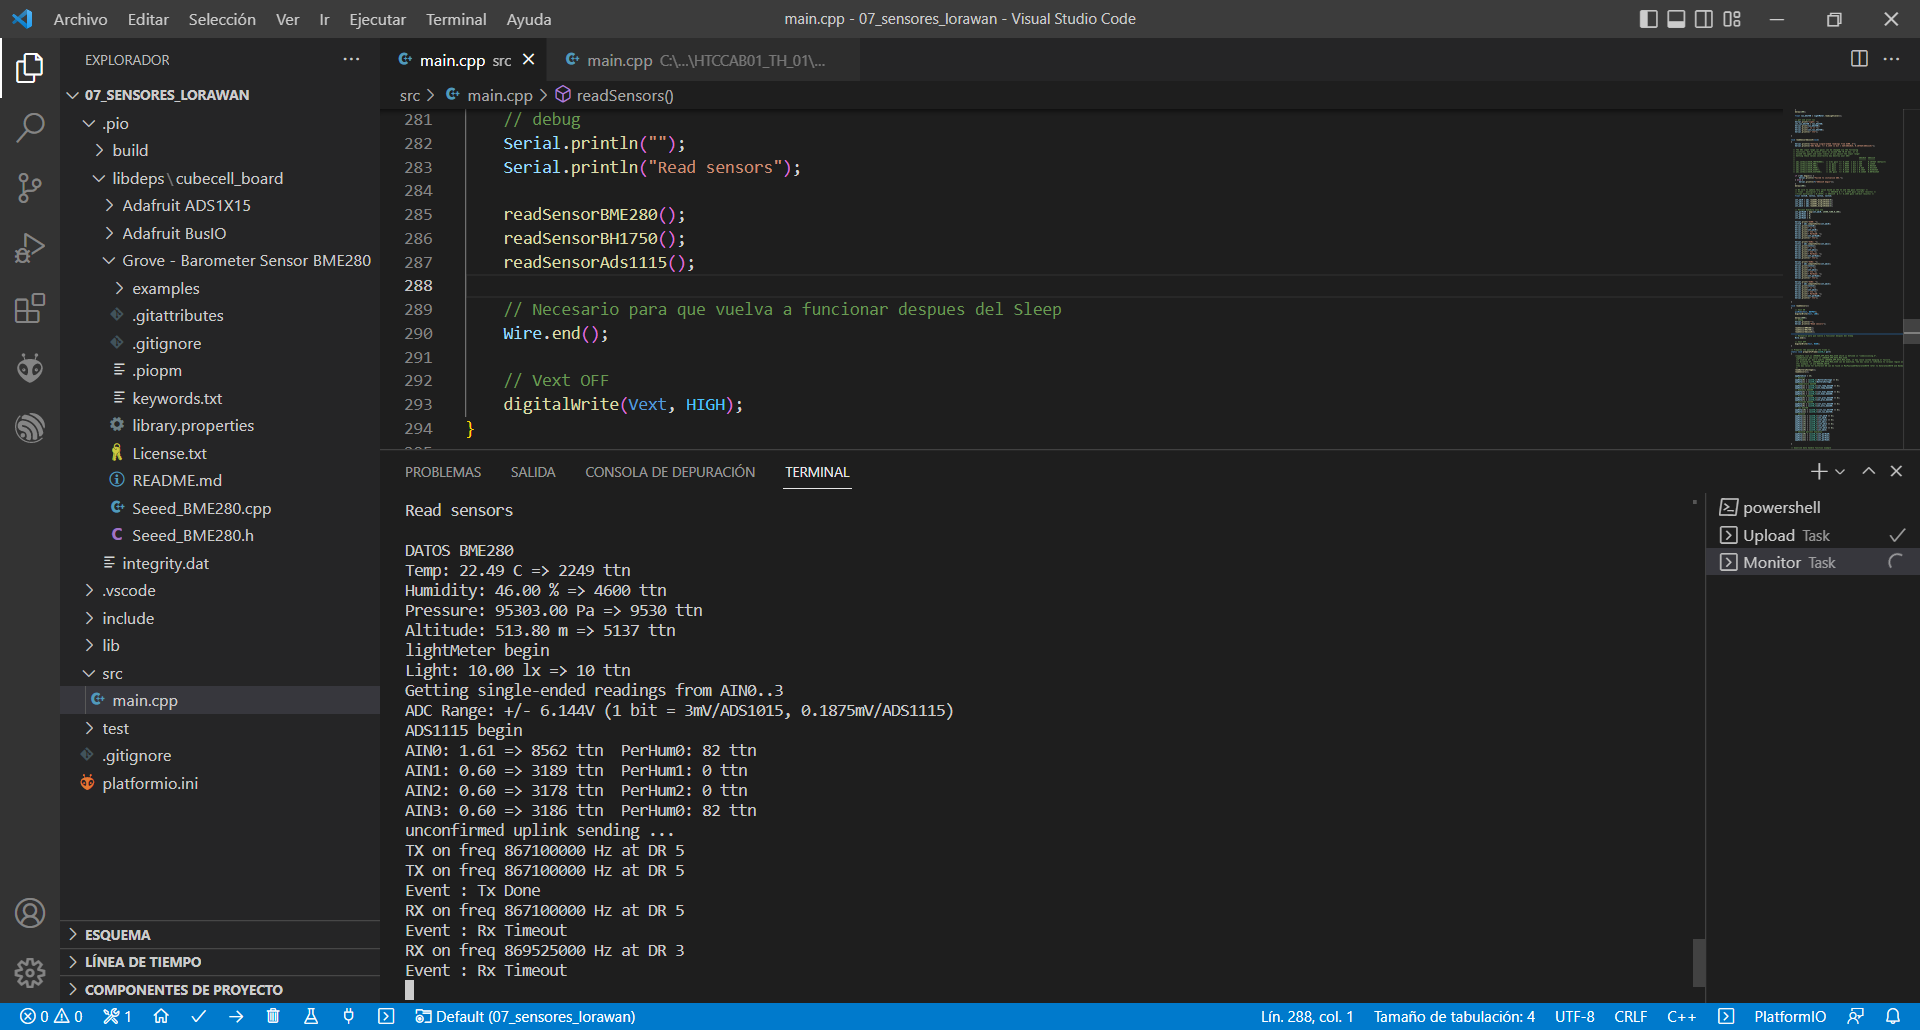 Archivo Editar Selección Ver Ir Ejecutar Terminal Ayuda
main.cpp - 07_sensores_lorawan - Visual Studio Code
EXPLORADOR
07_SENSORES_LORAWAN
.pio
build
libdeps\cubecell_board
Adafruit ADS1X15
Adafruit BusIO
Grove - Barometer Sensor BME280
examples
.gitattributes
.gitignore
.piopm
keywords.txt
library.properties
License.txt
README.md
Seeed_BME280.cpp
Seeed_BME280.h
integrity.dat
.vscode
include
lib
src
main.cpp
test
.gitignore
platformio.ini
ESQUEMA
LÍNEA DE TIEMPO
COMPONENTES DE PROYECTO
main.cpp src
main.cpp C:\...\HTCCAB01_TH_01\...
src > main.cpp > readSensors()
281 // debug
282 Serial.println("");
283 Serial.println("Read sensors");
284
285 readSensorBME280();
286 readSensorBH1750();
287 readSensorAds1115();
288
289 // Necesario para que vuelva a funcionar despues del Sleep
290 Wire.end();
291
292 // Vext OFF
293 digitalWrite(Vext, HIGH);
294 }
PROBLEMAS SALIDA CONSOLA DE DEPURACIÓN TERMINAL
Read sensors
DATOS BME280
Temp: 22.49 C => 2249 ttn
Humidity: 46.00 % => 4600 ttn
Pressure: 95303.00 Pa => 9530 ttn
Altitude: 513.80 m => 5137 ttn
lightMeter begin
Light: 10.00 lx => 10 ttn
Getting single-ended readings from AIN0..3
ADC Range: +/- 6.144V (1 bit = 3mV/ADS1015, 0.1875mV/ADS1115)
ADS1115 begin
AIN0: 1.61 => 8562 ttn  PerHum0: 82 ttn
AIN1: 0.60 => 3189 ttn  PerHum1: 0 ttn
AIN2: 0.60 => 3178 ttn  PerHum2: 0 ttn
AIN3: 0.60 => 3186 ttn  PerHum0: 82 ttn
unconfirmed uplink sending ...
TX on freq 867100000 Hz at DR 5
TX on freq 867100000 Hz at DR 5
Event : Tx Done
RX on freq 867100000 Hz at DR 5
Event : Rx Timeout
RX on freq 869525000 Hz at DR 3
Event : Rx Timeout
powershell
Upload Task
Monitor Task
0 0 1 Default (07_sensores_lorawan)
Lín. 288, col. 1 Tamaño de tabulación: 4 UTF-8 CRLF C++ PlatformIO